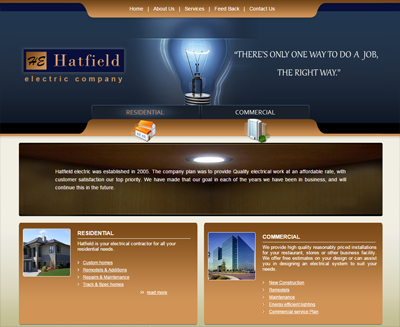 Home | About Us | Services | Feed Back | Contact Us
HE Hatfield
electric company
“THERE'S ONLY ONE WAY TO DO A JOB,
THE RIGHT WAY.”
RESIDENTIAL
COMMERCIAL
Hatfield electric was established in 2005. The company plan was to provide Quality electrical work at an affordable rate, with
customer satisfaction our top priority. We have made that our goal in each of the years we have been in business, and will
continue this in the future.
RESIDENTIAL
Hatfield is your electrical contractor for all your
residential needs.
Custom homes
Remodels & Additions
Repairs & Maintenance
Track & Spec homes
read more
COMMERCIAL
We provide high quality reasonably priced installations
for your restaurant, stores or other business facility.
We offer free estimates on your design or can assist
you in designing an electrical system to suit your
needs.
New Construction
Remodels
Maintenance
Energy efficient lighting
Commercial service Plan